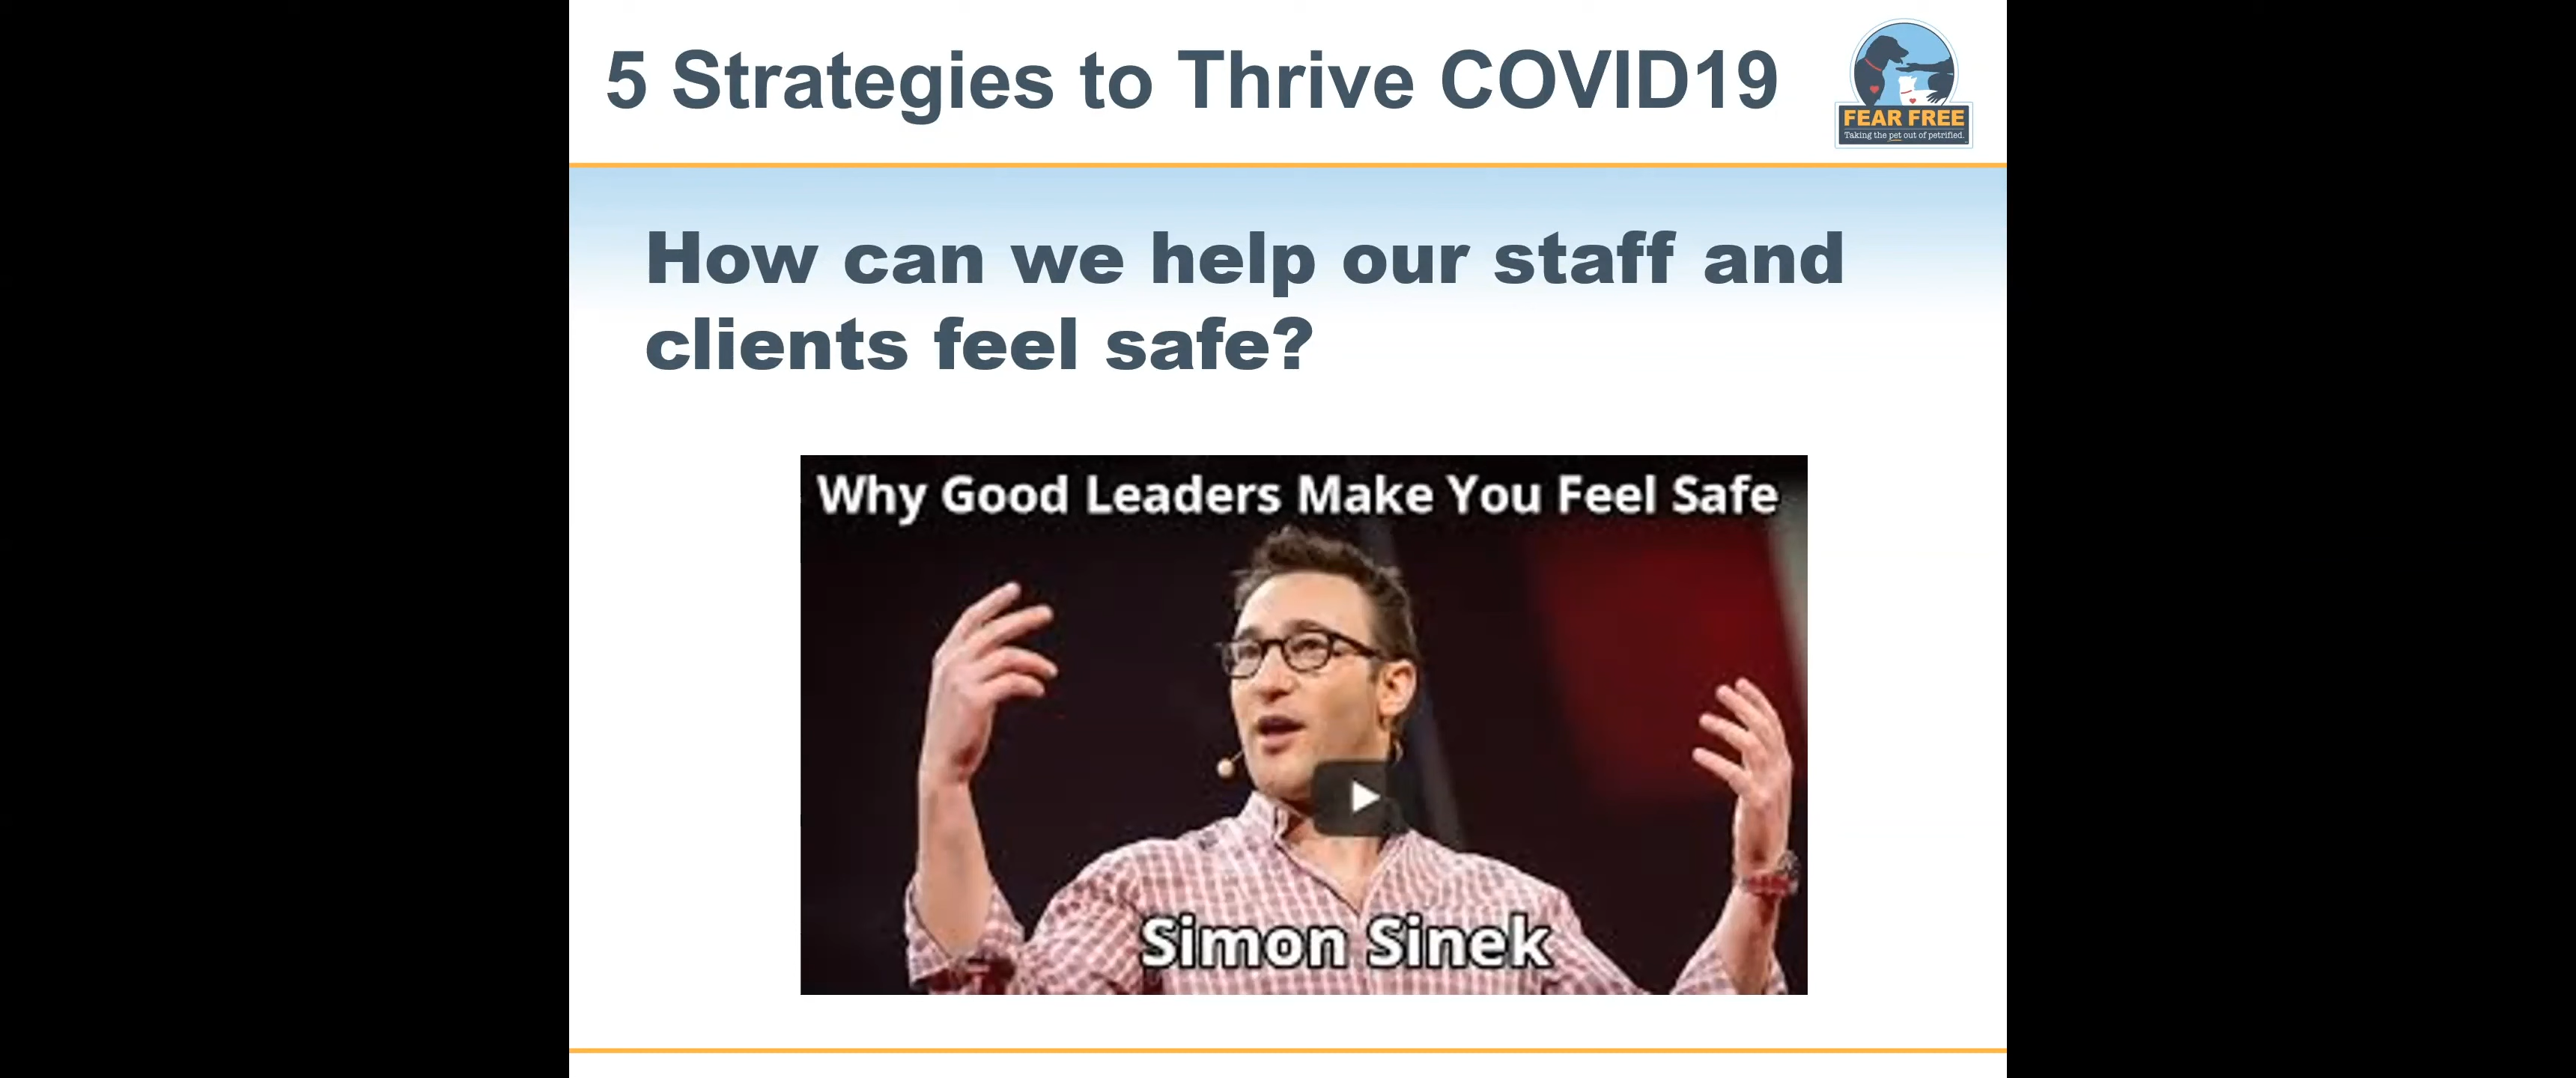 5 Strategies to Thrive COVID19
FEAR FREE
Taking the pet out of petrified.
How can we help our staff and
clients feel safe?
Why Good Leaders Make You Feel Safe
Simon Sinek